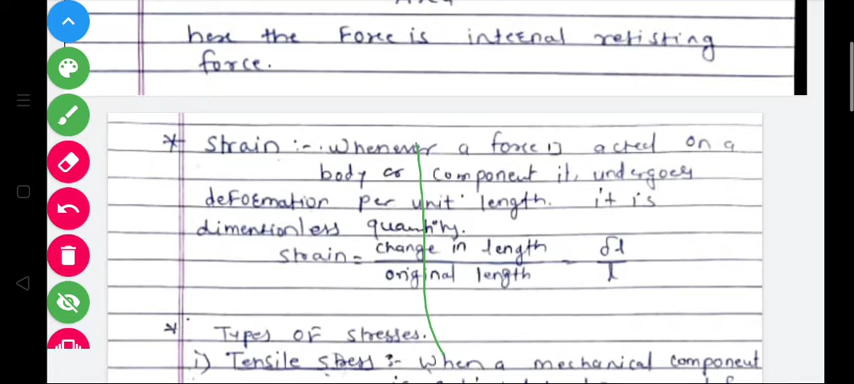 here the Force is internal resisting
force.
* Strain :- Whenever a force is acted on a
body or component it, undergoes
deformation per unit length. it is
dimentionless quantity.
Strain = change in length / original length = δl / l
* Types of stresses.
i) Tensile stress :- When a mechanical component